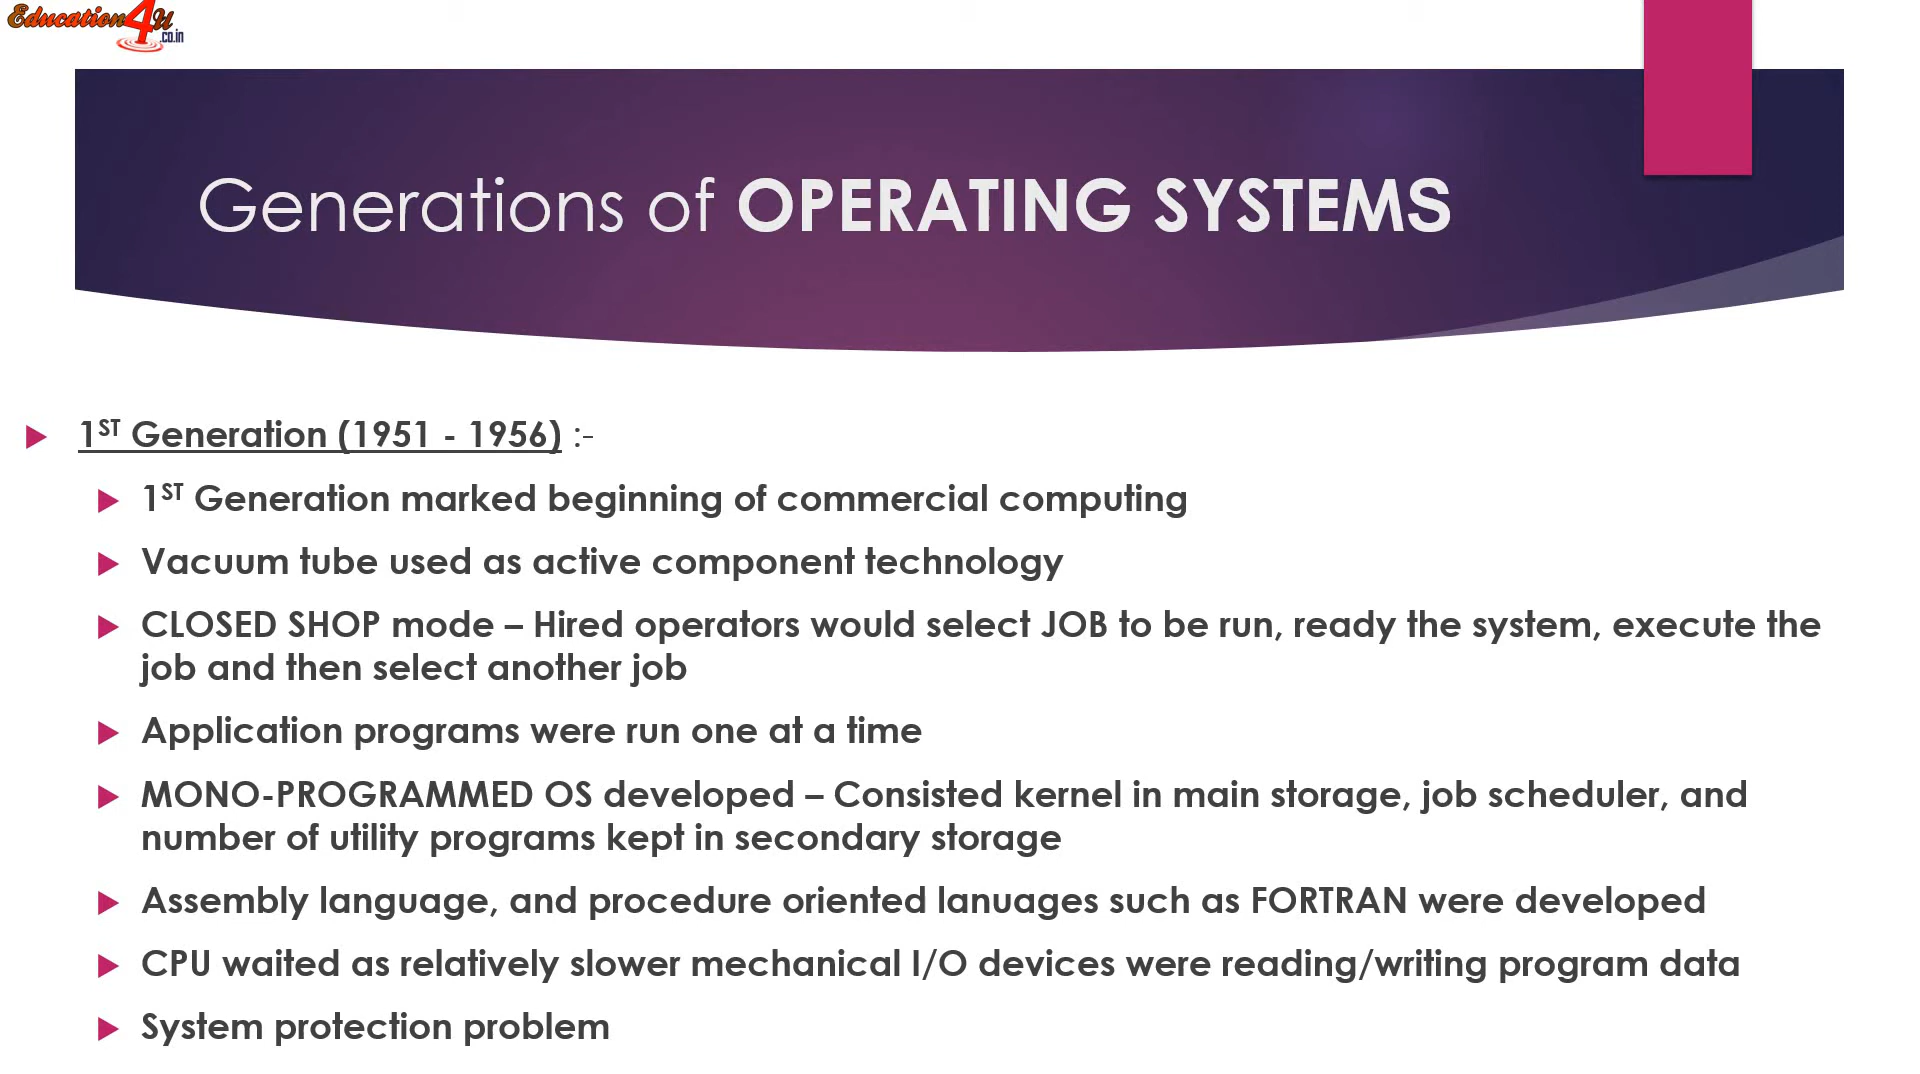 Education4u
.co.in
Generations of OPERATING SYSTEMS
1ST Generation (1951 - 1956) :-
1ST Generation marked beginning of commercial computing
Vacuum tube used as active component technology
CLOSED SHOP mode – Hired operators would select JOB to be run, ready the system, execute the
job and then select another job
Application programs were run one at a time
MONO-PROGRAMMED OS developed – Consisted kernel in main storage, job scheduler, and
number of utility programs kept in secondary storage
Assembly language, and procedure oriented lanuages such as FORTRAN were developed
CPU waited as relatively slower mechanical I/O devices were reading/writing program data
System protection problem